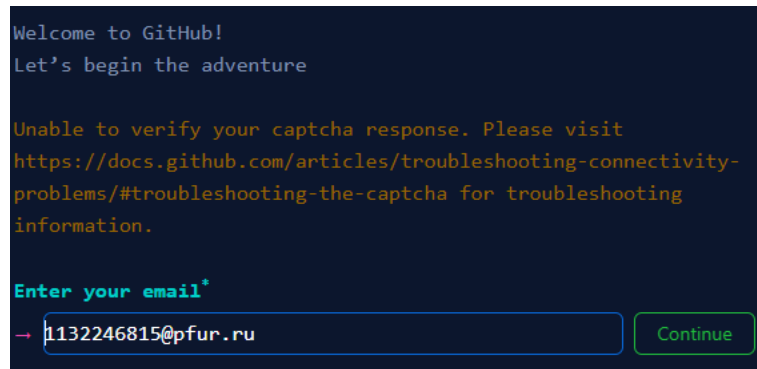 Welcome to GitHub!
Let’s begin the adventure
Unable to verify your captcha response. Please visit
https://docs.github.com/articles/troubleshooting-connectivity-
problems/#troubleshooting-the-captcha for troubleshooting
information.
Enter your email*
→ 1132246815@pfur.ru Continue